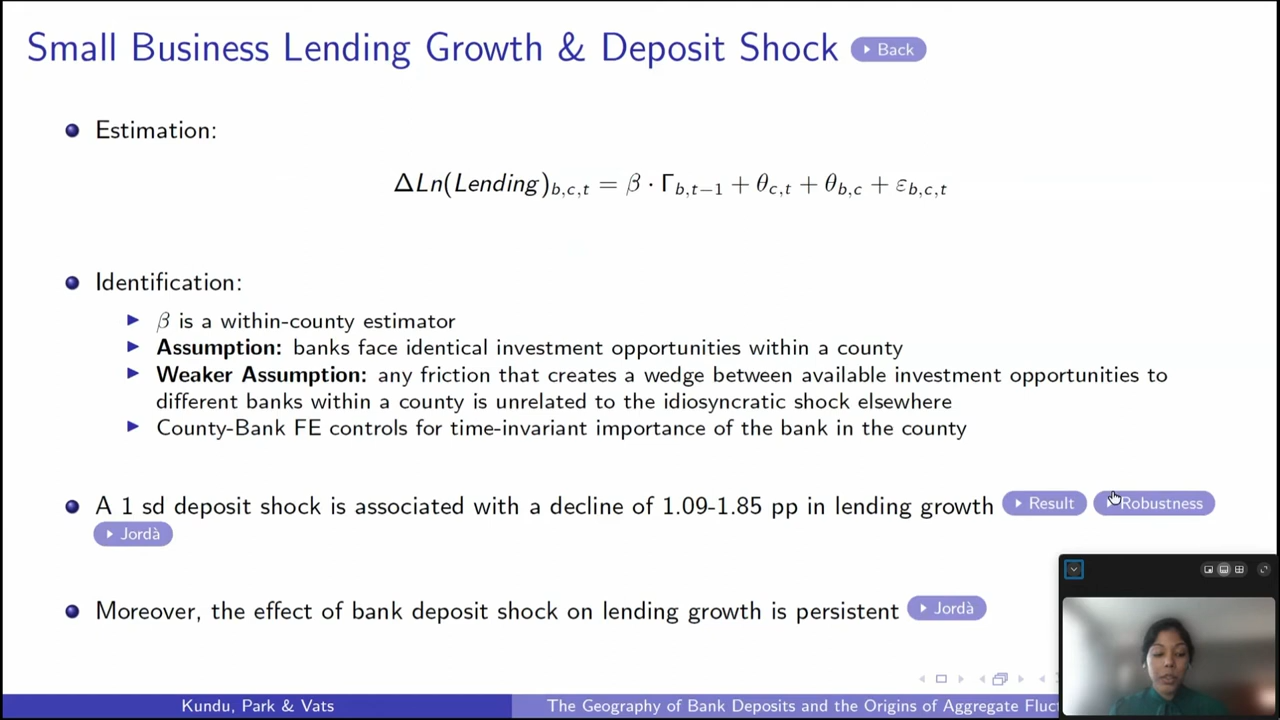 Small Business Lending Growth & Deposit Shock Back
Estimation:
ΔLn(Lending)b,c,t = β · Γb,t−1 + θc,t + θb,c + εb,c,t
Identification:
β is a within-county estimator
Assumption: banks face identical investment opportunities within a county
Weaker Assumption: any friction that creates a wedge between available investment opportunities to
different banks within a county is unrelated to the idiosyncratic shock elsewhere
County-Bank FE controls for time-invariant importance of the bank in the county
A 1 sd deposit shock is associated with a decline of 1.09-1.85 pp in lending growth Result Robustness
Jordà
Moreover, the effect of bank deposit shock on lending growth is persistent Jordà
Kundu, Park & Vats The Geography of Bank Deposits and the Origins of Aggregate Fluct